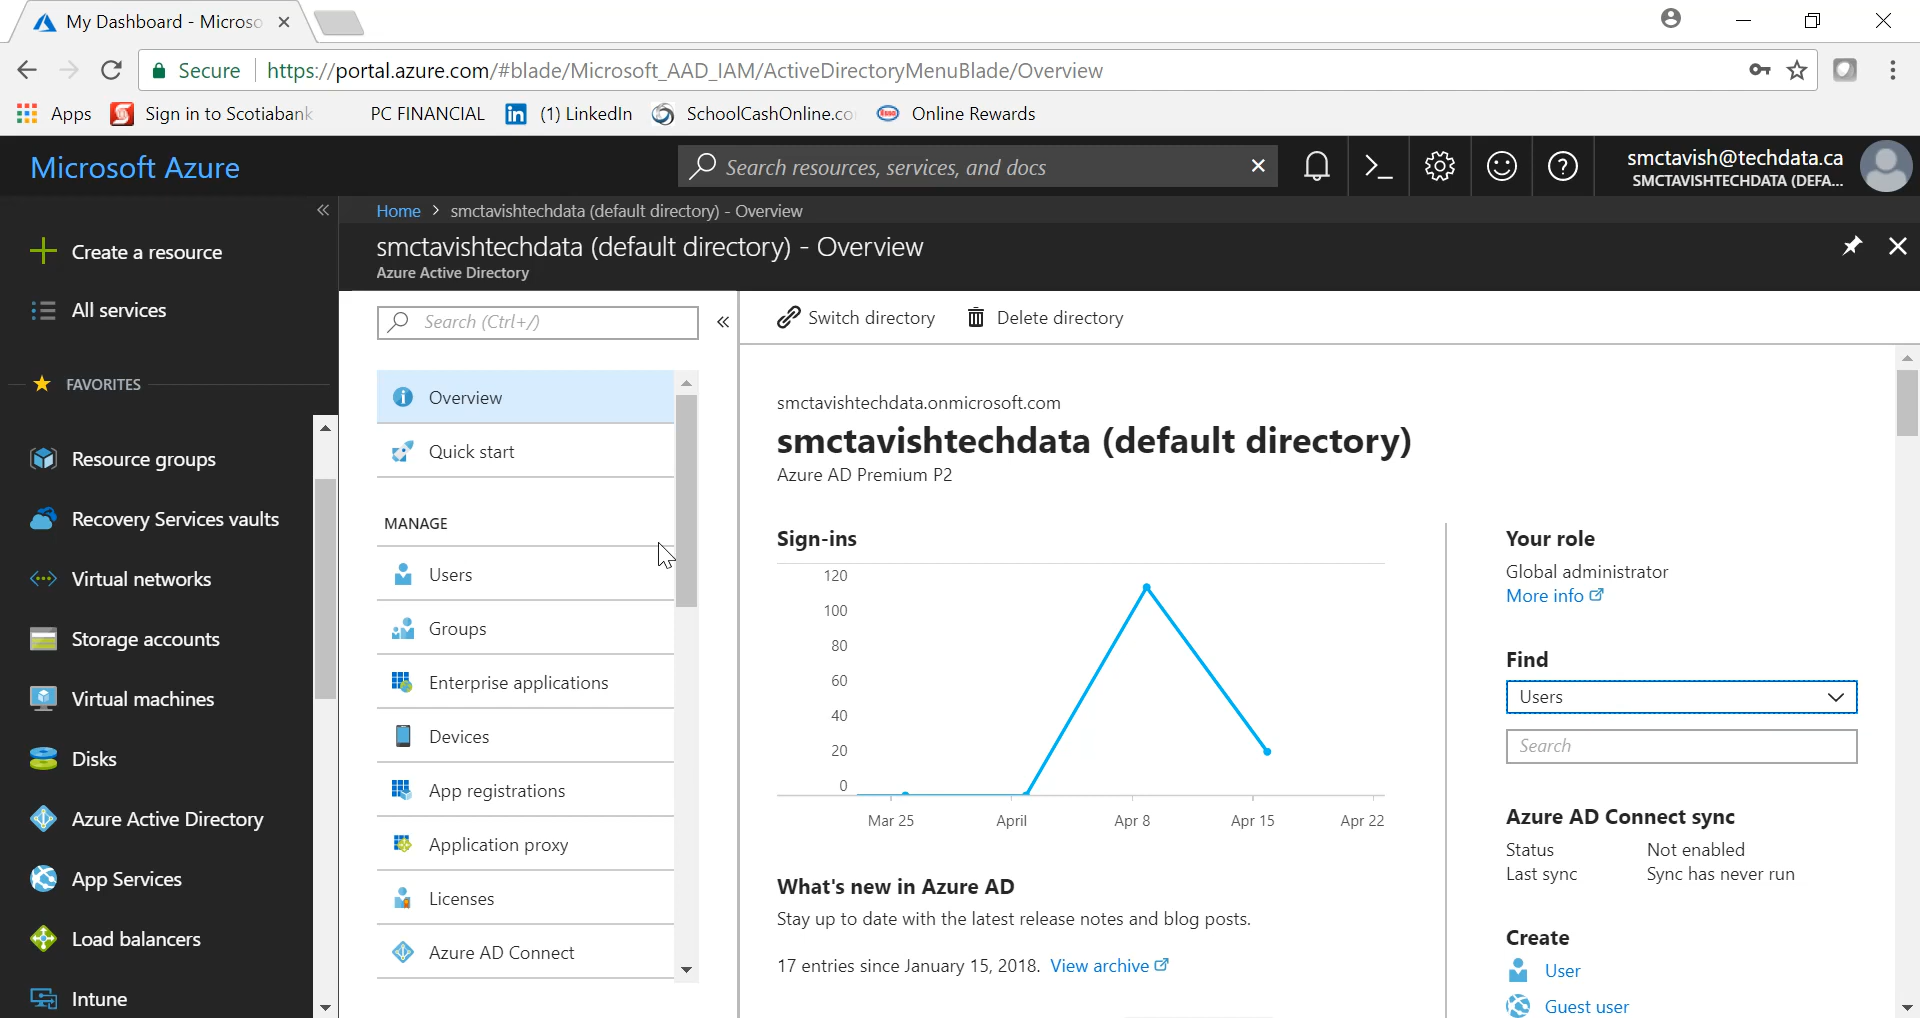 My Dashboard - Microso
Secure
https://portal.azure.com/#blade/Microsoft_AAD_IAM/ActiveDirectoryMenuBlade/Overview
Apps
Sign in to Scotiabank
PC FINANCIAL
(1) LinkedIn
SchoolCashOnline.co
Esso
Online Rewards
Microsoft Azure
Search resources, services, and docs
smctavish@techdata.ca
SMCTAVISHTECHDATA (DEFA...
Home > smctavishtechdata (default directory) - Overview
smctavishtechdata (default directory) - Overview
Azure Active Directory
Create a resource
All services
FAVORITES
Resource groups
Recovery Services vaults
Virtual networks
Storage accounts
Virtual machines
Disks
Azure Active Directory
App Services
Load balancers
Intune
Search (Ctrl+/)
Overview
Quick start
MANAGE
Users
Groups
Enterprise applications
Devices
App registrations
Application proxy
Licenses
Azure AD Connect
Switch directory
Delete directory
smctavishtechdata.onmicrosoft.com
smctavishtechdata (default directory)
Azure AD Premium P2
Sign-ins
120
100
80
60
40
20
0
Mar 25
April
Apr 8
Apr 15
Apr 22
What's new in Azure AD
Stay up to date with the latest release notes and blog posts.
17 entries since January 15, 2018. View archive
Your role
Global administrator
More info
Find
Users
Search
Azure AD Connect sync
Status Not enabled
Last sync Sync has never run
Create
User
Guest user